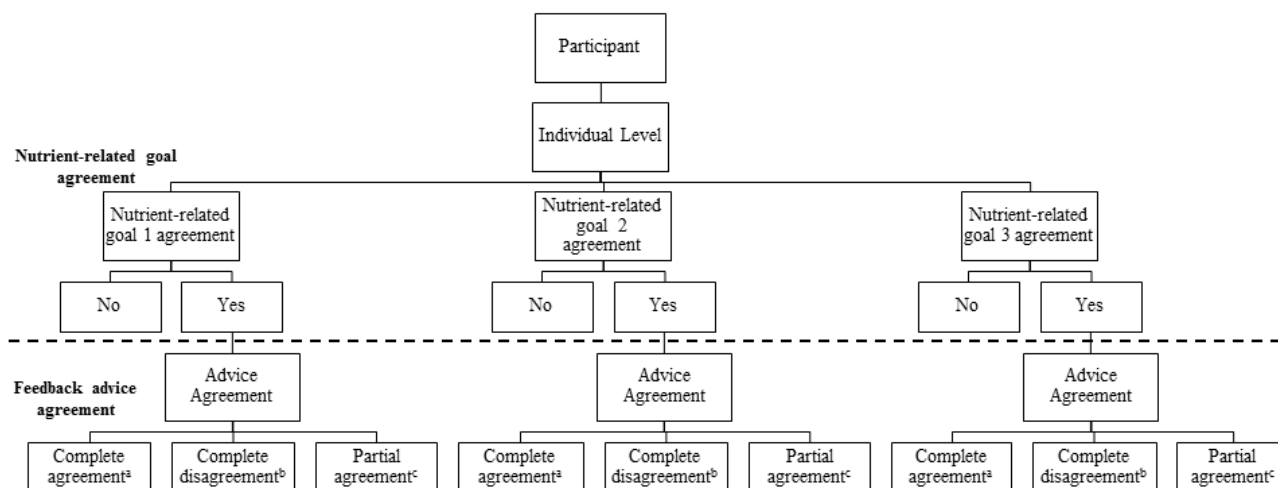 Participant
Individual Level
Nutrient-related goal
agreement
Nutrient-related
goal 1 agreement
Nutrient-related
goal 2
agreement
Nutrient-related
goal 3 agreement
No
Yes
No
Yes
No
Yes
Feedback advice
agreement
Advice
Agreement
Advice
Agreement
Advice
Agreement
Complete
agreementᵃ
Complete
disagreementᵇ
Partial
agreementᶜ
Complete
agreementᵃ
Complete
disagreementᵇ
Partial
agreementᶜ
Complete
agreementᵃ
Complete
disagreementᵇ
Partial
agreementᶜ